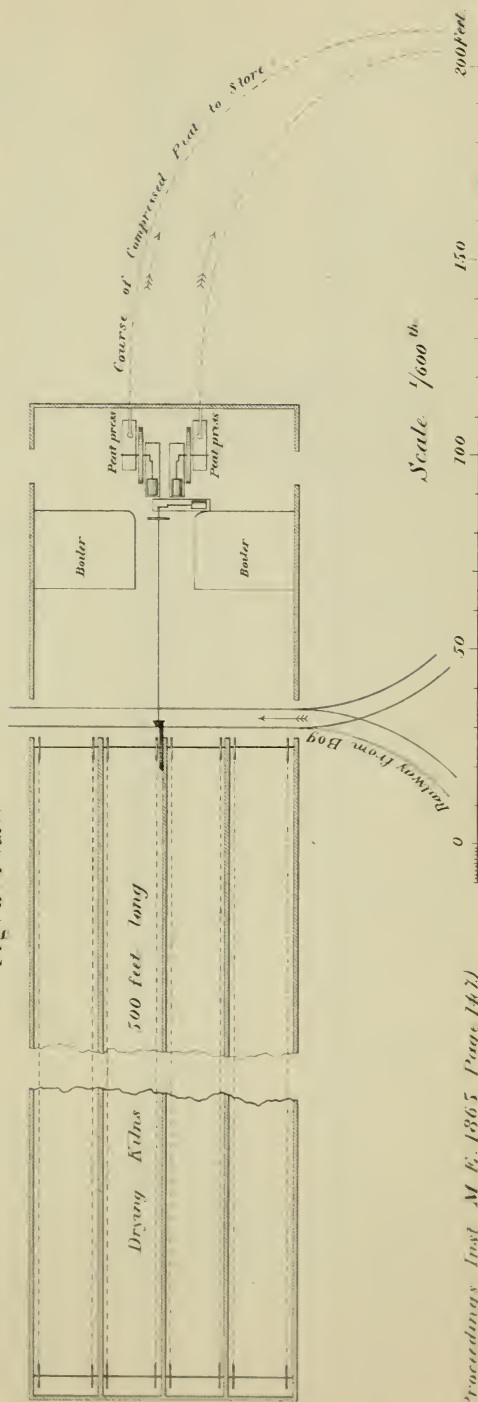 Course of Compressed Peat to Store
Peat press
Peat press
Boiler
Boiler
Railway from Bog
300 feet long
Drying Kilns
Scale 1/600th
0 50 100 150 200 Feet
Proceedings Inst. M. E. 1865 Page 147)